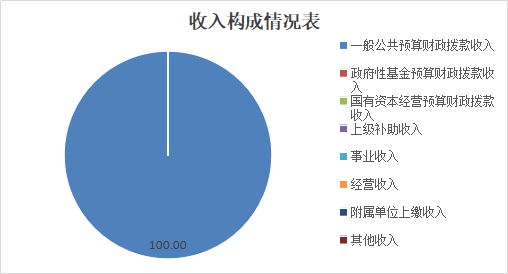 收入构成情况表
一般公共预算财政拨款收入
政府性基金预算财政拨款收
入
国有资本经营预算财政拨款
收入
上级补助收入
事业收入
经营收入
附属单位上缴收入
其他收入
100.00